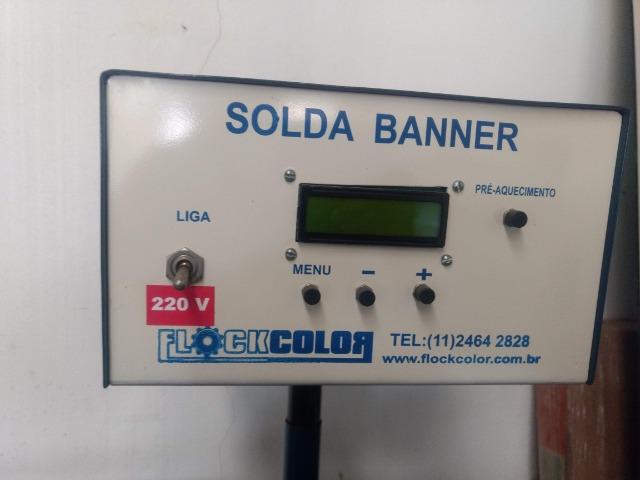 SOLDA BANNER
PRÉ-AQUECIMENTO
LIGA
MENU - +
220 V
FLOCKCOLOR
TEL:(11)2464 2828
www.flockcolor.com.br